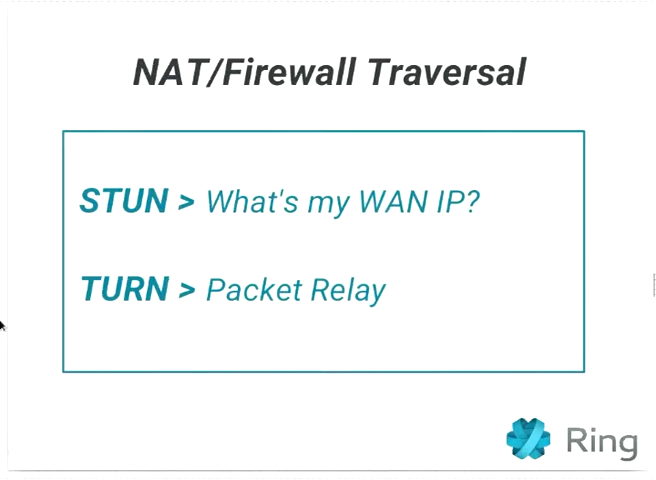 NAT/Firewall Traversal
STUN > What's my WAN IP?
TURN > Packet Relay
Ring